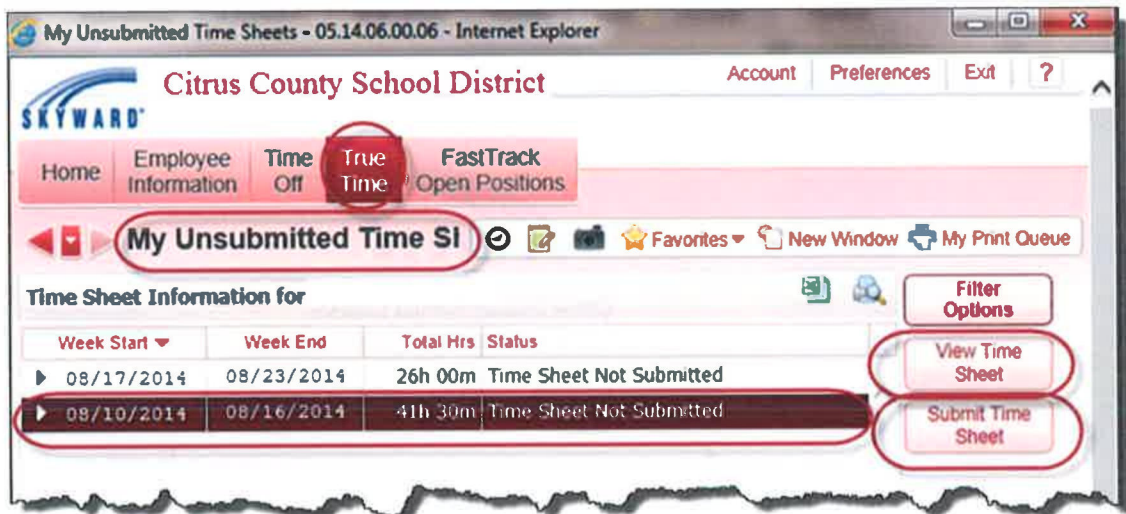 My Unsubmitted Time Sheets - 05.14.06.00.06 - Internet Explorer
SKYWARD
Citrus County School District
Account Preferences Exit ?
Home Employee Information Time Off True Time FastTrack Open Positions
My Unsubmitted Time Sl Favorites New Window My Print Queue
Time Sheet Information for
Filter Options
Week Start Week End Total Hrs Status
View Time Sheet
08/17/2014 08/23/2014 26h 00m Time Sheet Not Submitted
08/10/2014 08/16/2014 41h 30m Time Sheet Not Submitted
Submit Time Sheet